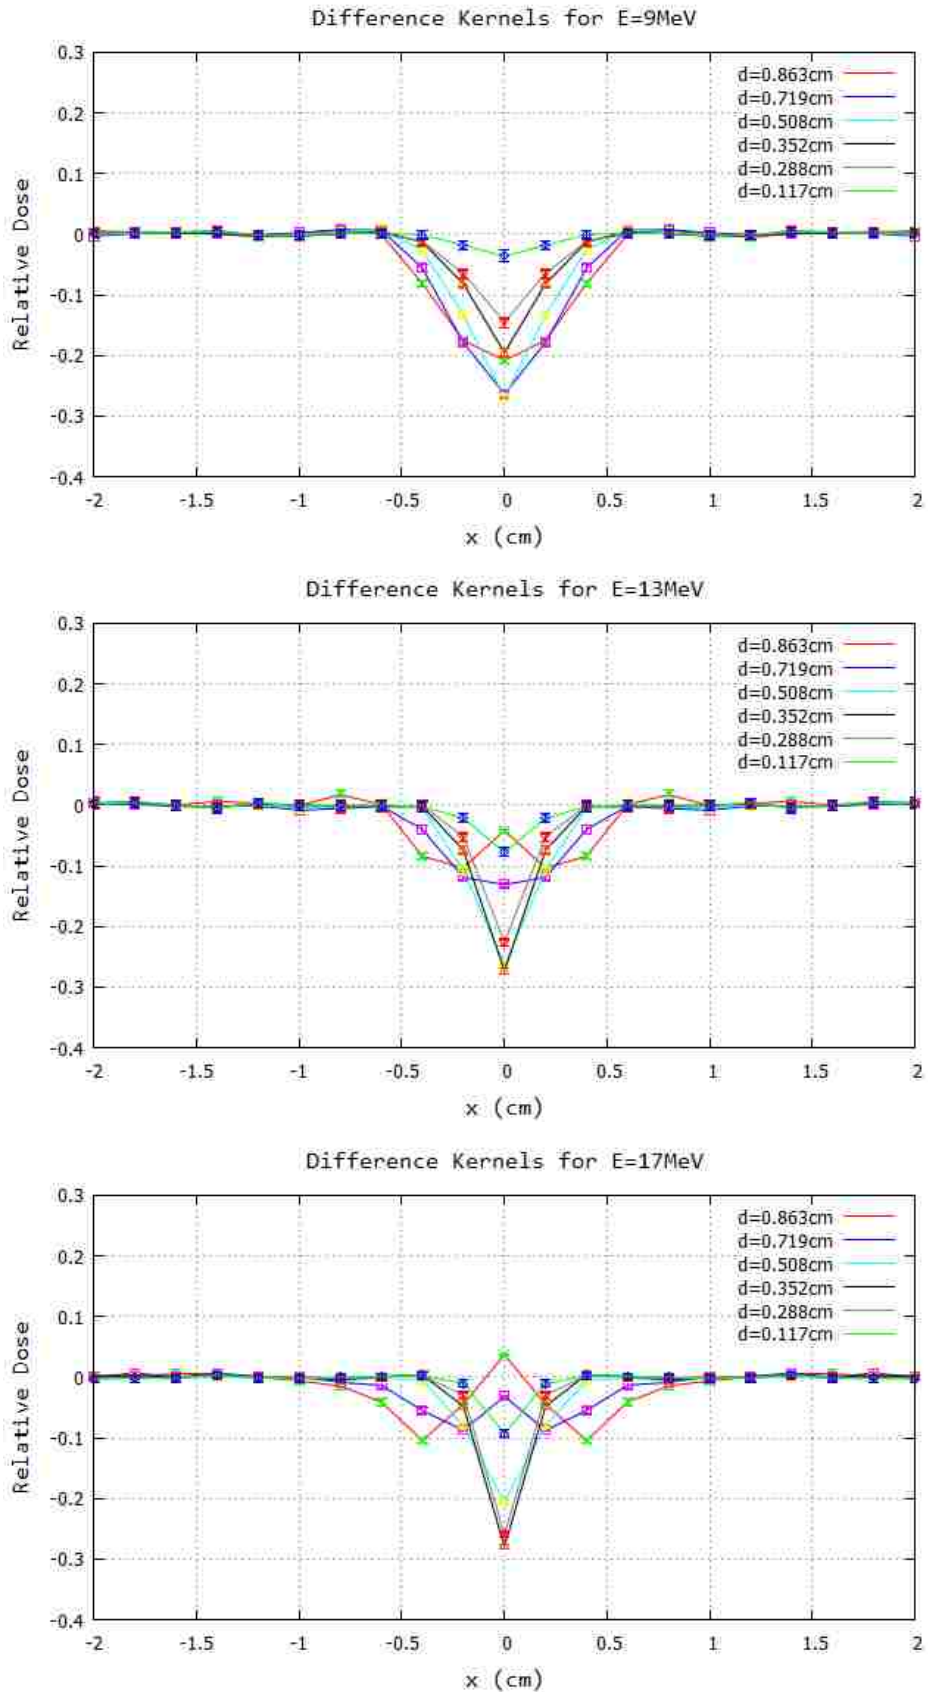 Difference Kernels for E=9MeV
0.3
0.2
0.1
0
-0.1
-0.2
-0.3
-0.4
Relative Dose
d=0.863cm
d=0.719cm
d=0.508cm
d=0.352cm
d=0.288cm
d=0.117cm
-2 -1.5 -1 -0.5 0 0.5 1 1.5 2
x (cm)
Difference Kernels for E=13MeV
0.3
0.2
0.1
0
-0.1
-0.2
-0.3
-0.4
Relative Dose
d=0.863cm
d=0.719cm
d=0.508cm
d=0.352cm
d=0.288cm
d=0.117cm
-2 -1.5 -1 -0.5 0 0.5 1 1.5 2
x (cm)
Difference Kernels for E=17MeV
0.3
0.2
0.1
0
-0.1
-0.2
-0.3
-0.4
Relative Dose
d=0.863cm
d=0.719cm
d=0.508cm
d=0.352cm
d=0.288cm
d=0.117cm
-2 -1.5 -1 -0.5 0 0.5 1 1.5 2
x (cm)